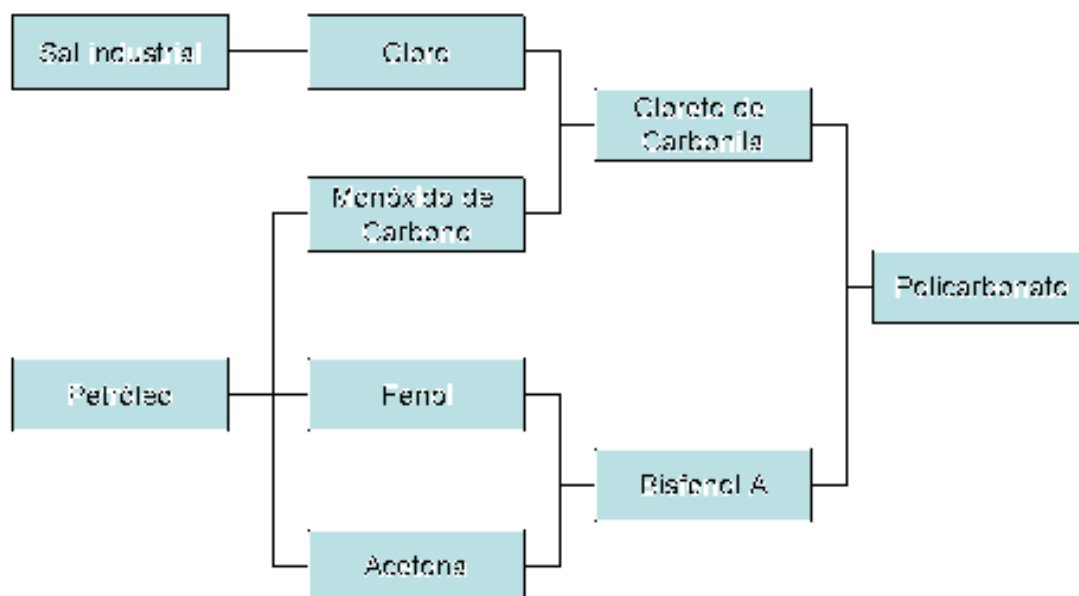 Sal industrial
Cloro
Cloreto de
Carbonila
Monóxido de
Carbono
Policarbonato
Petróleo
Fenol
Bisfenol A
Acetona